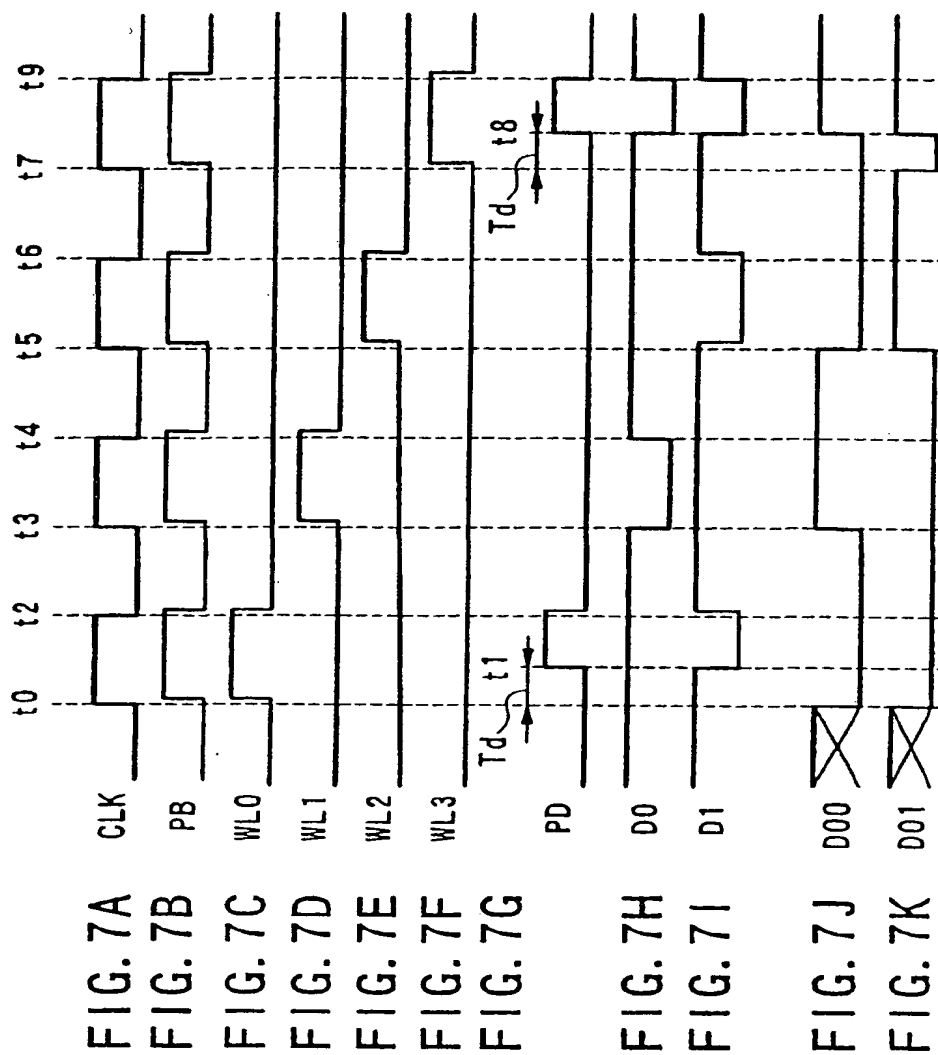 t0 t1 t2 t3 t4 t5 t6 t7 t8 t9
FIG. 7A CLK
FIG. 7B PB
FIG. 7C WL0
FIG. 7D WL1
FIG. 7E WL2
FIG. 7F WL3
Td Td
FIG. 7G PD
FIG. 7H D0
FIG. 7I D1
FIG. 7J D00
FIG. 7K D01